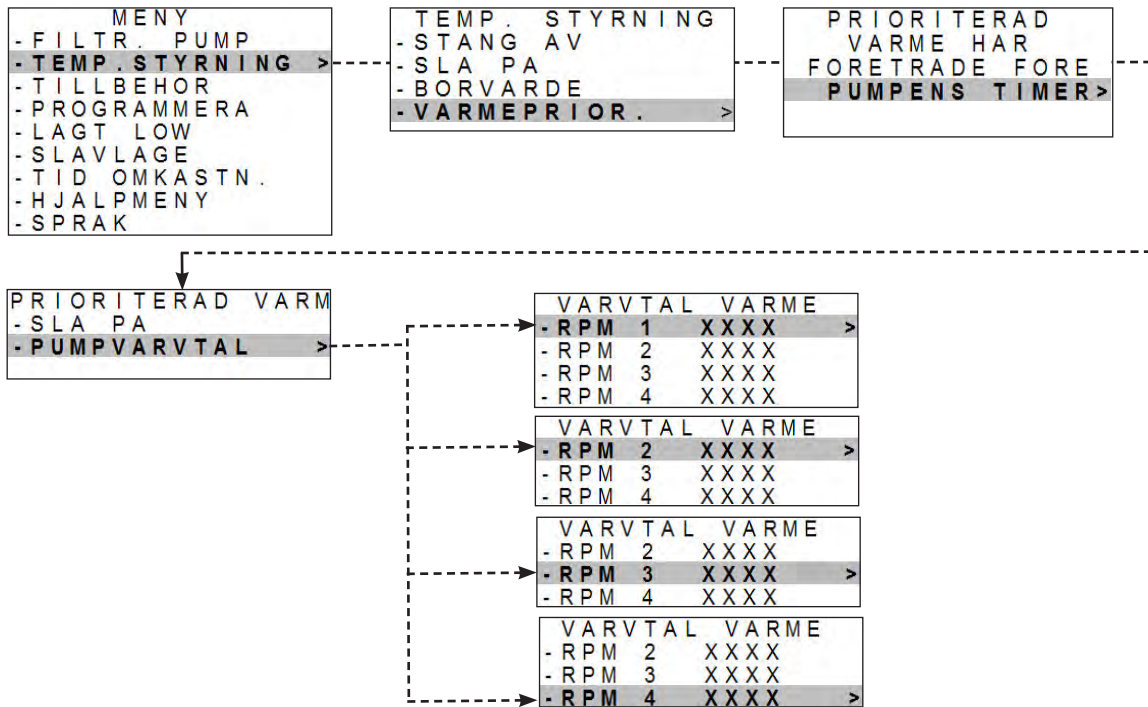 MENY
-FILTR. PUMP
-TEMP.STYRNING >
-TILLBEHOR
-PROGRAMMERA
-LAGT LOW
-SLAVLAGE
-TID OMKASTN.
-HJALPMENY
-SPRAK
TEMP. STYRNING
-STANG AV
-SLA PA
-BORVARDE
-VARMEPRIOR. >
PRIORITERAD
VARME HAR
FORETRADE FORE
PUMPENS TIMER>
PRIORITERAD VARM
-SLA PA
-PUMPVARVTAL >
VARVTAL VARME
-RPM 1 XXXX >
-RPM 2 XXXX
-RPM 3 XXXX
-RPM 4 XXXX
VARVTAL VARME
-RPM 2 XXXX >
-RPM 3 XXXX
-RPM 4 XXXX
VARVTAL VARME
-RPM 2 XXXX
-RPM 3 XXXX >
-RPM 4 XXXX
VARVTAL VARME
-RPM 2 XXXX
-RPM 3 XXXX
-RPM 4 XXXX >